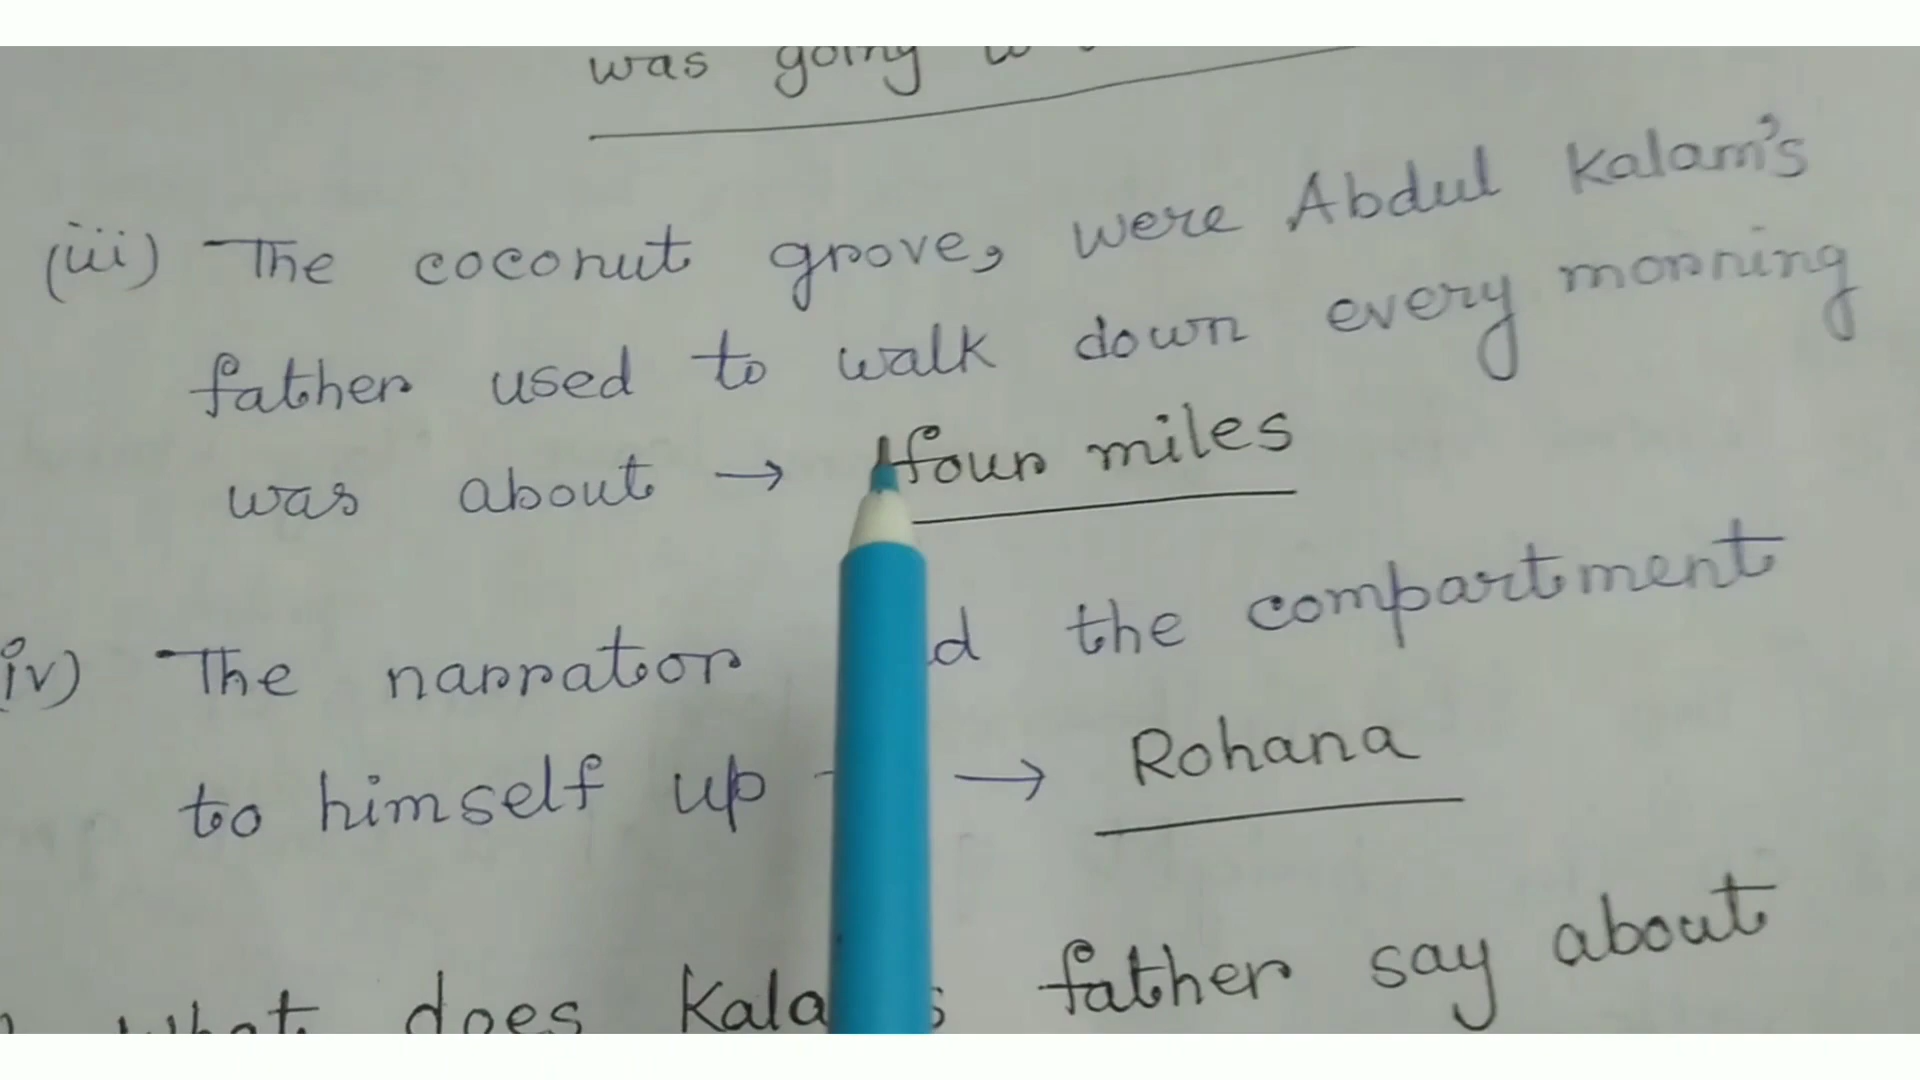 was going
(iii) The coconut grove, were Abdul Kalam's
father used to walk down every morning
was about → four miles
iv) The narrator the compartment
to himself up → Rohana
does father say about